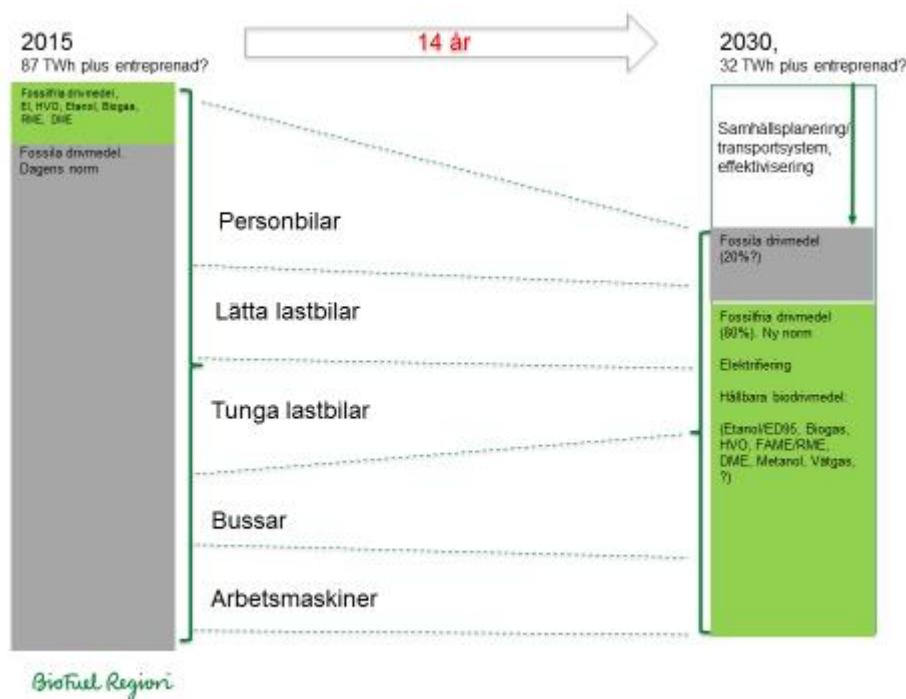 2015
87 TWh plus entreprenad?
14 år
2030,
32 TWh plus entreprenad?
Fossilfria drivmedel,
El, HVO, Etanol, Biogas,
RME, DME
Fossila drivmedel.
Dagens norm
Personbilar
Lätta lastbilar
Tunga lastbilar
Bussar
Arbetsmaskiner
Samhällsplanering/
transportsystem,
effektivisering
Fossila drivmedel
(20%?)
Fossilfria drivmedel
(80%). Ny norm
Elektrifiering
Hållbara biodrivmedel:
(Etanol/ED95, Biogas,
HVO, FAME/RME,
DME, Metanol, Vätgas,
?)
BioFuel Region